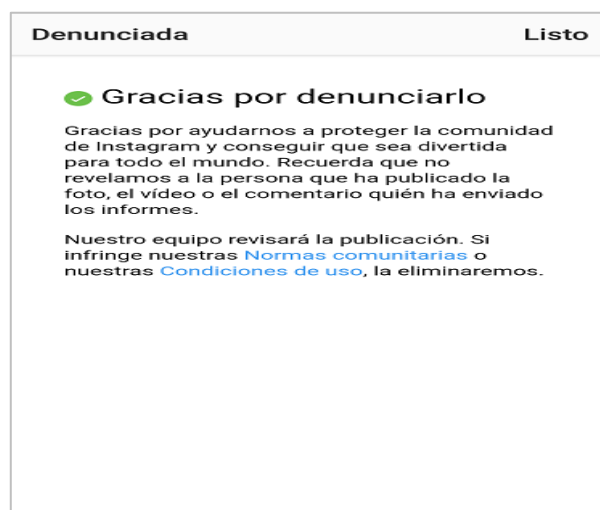 Denunciada Listo
Gracias por denunciarlo
Gracias por ayudarnos a proteger la comunidad
de Instagram y conseguir que sea divertida
para todo el mundo. Recuerda que no
revelamos a la persona que ha publicado la
foto, el vídeo o el comentario quién ha enviado
los informes.
Nuestro equipo revisará la publicación. Si
infringe nuestras Normas comunitarias o
nuestras Condiciones de uso, la eliminaremos.